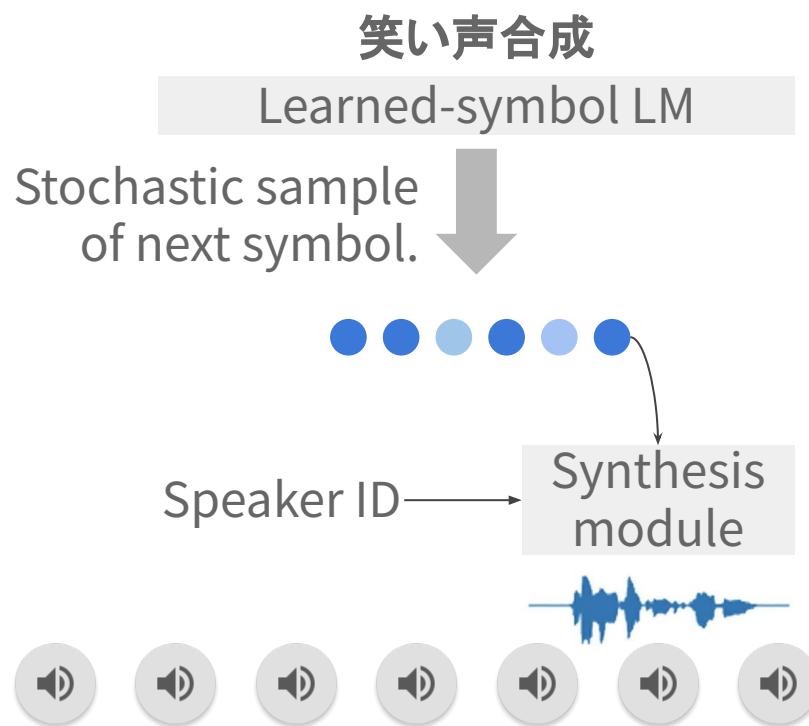 笑い声合成
Learned-symbol LM
Stochastic sample
of next symbol.
Speaker ID
Synthesis
module